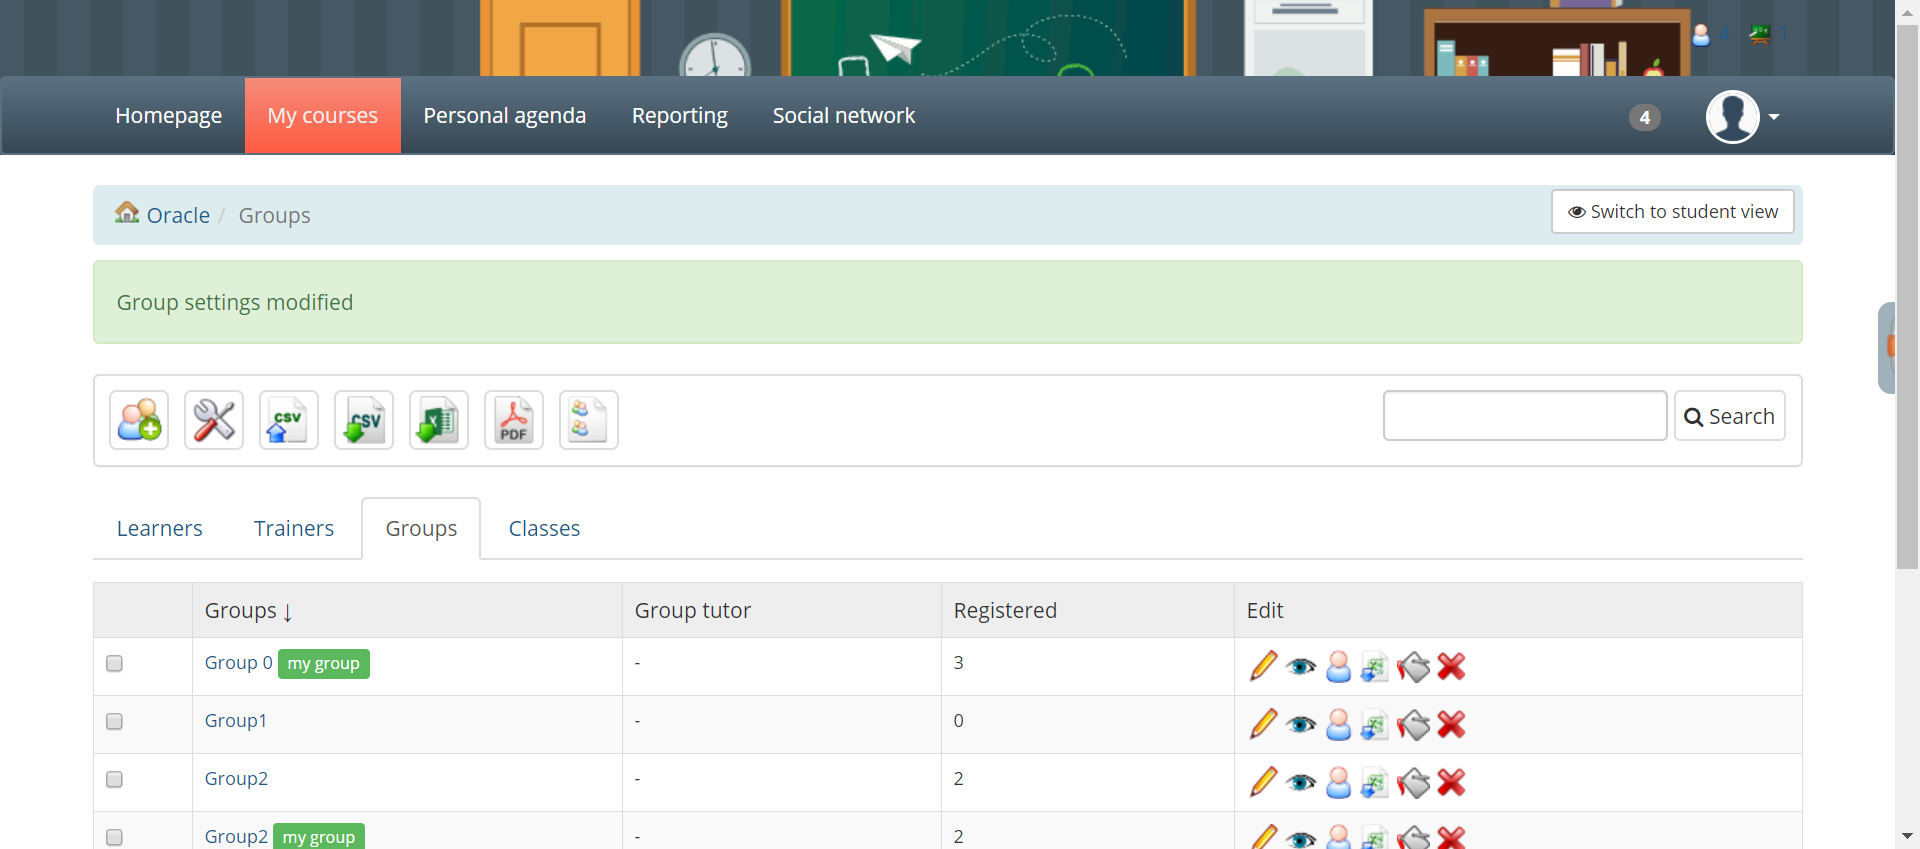 4 1
Homepage My courses Personal agenda Reporting Social network 4
Oracle / Groups Switch to student view
Group settings modified
CSV CSV PDF Search
Learners Trainers Groups Classes
Groups ↓ Group tutor Registered Edit
Group 0 my group - 3
Group1 - 0
Group2 - 2
Group2 my group - 2